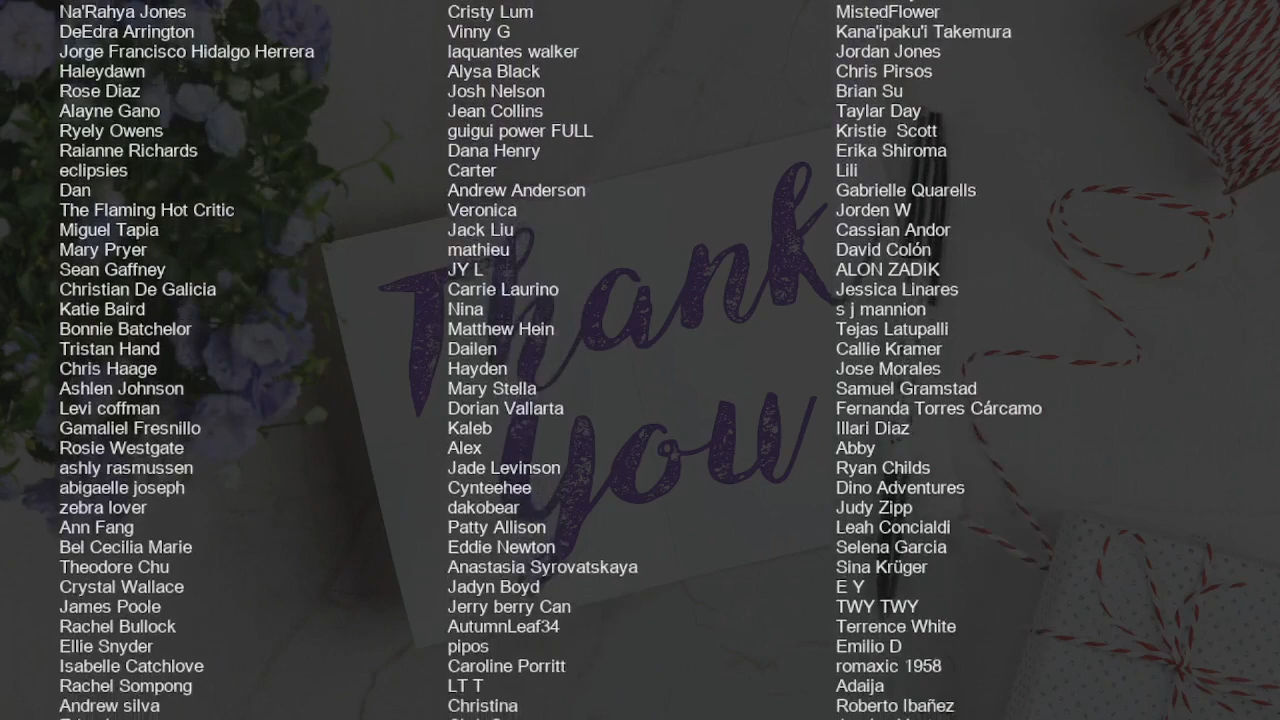 Na'Rahya Jones
DeEdra Arrington
Jorge Francisco Hidalgo Herrera
Haleydawn
Rose Diaz
Alayne Gano
Ryely Owens
Raianne Richards
eclipsies
Dan
The Flaming Hot Critic
Miguel Tapia
Mary Pryer
Sean Gaffney
Christian De Galicia
Katie Baird
Bonnie Batchelor
Tristan Hand
Chris Haage
Ashlen Johnson
Levi coffman
Gamaliel Fresnillo
Rosie Westgate
ashly rasmussen
abigaelle joseph
zebra lover
Ann Fang
Bel Cecilia Marie
Theodore Chu
Crystal Wallace
James Poole
Rachel Bullock
Ellie Snyder
Isabelle Catchlove
Rachel Sompong
Andrew silva
Cristy Lum
Vinny G
laquantes walker
Alysa Black
Josh Nelson
Jean Collins
guigui power FULL
Dana Henry
Carter
Andrew Anderson
Veronica
Jack Liu
mathieu
JY L
Carrie Laurino
Nina
Matthew Hein
Dailen
Hayden
Mary Stella
Dorian Vallarta
Kaleb
Alex
Jade Levinson
Cynteehee
dakobear
Patty Allison
Eddie Newton
Anastasia Syrovatskaya
Jadyn Boyd
Jerry berry Can
AutumnLeaf34
pipos
Caroline Porritt
LT T
Christina
MistedFlower
Kana'ipaku'i Takemura
Jordan Jones
Chris Pirsos
Brian Su
Taylar Day
Kristie  Scott
Erika Shiroma
Lili
Gabrielle Quarells
Jorden W
Cassian Andor
David Colón
ALON ZADIK
Jessica Linares
s j mannion
Tejas Latupalli
Callie Kramer
Jose Morales
Samuel Gramstad
Fernanda Torres Cárcamo
Illari Diaz
Abby
Ryan Childs
Dino Adventures
Judy Zipp
Leah Concialdi
Selena Garcia
Sina Krüger
E Y
TWY TWY
Terrence White
Emilio D
romaxic 1958
Adaija
Roberto Ibañez
Thank
you